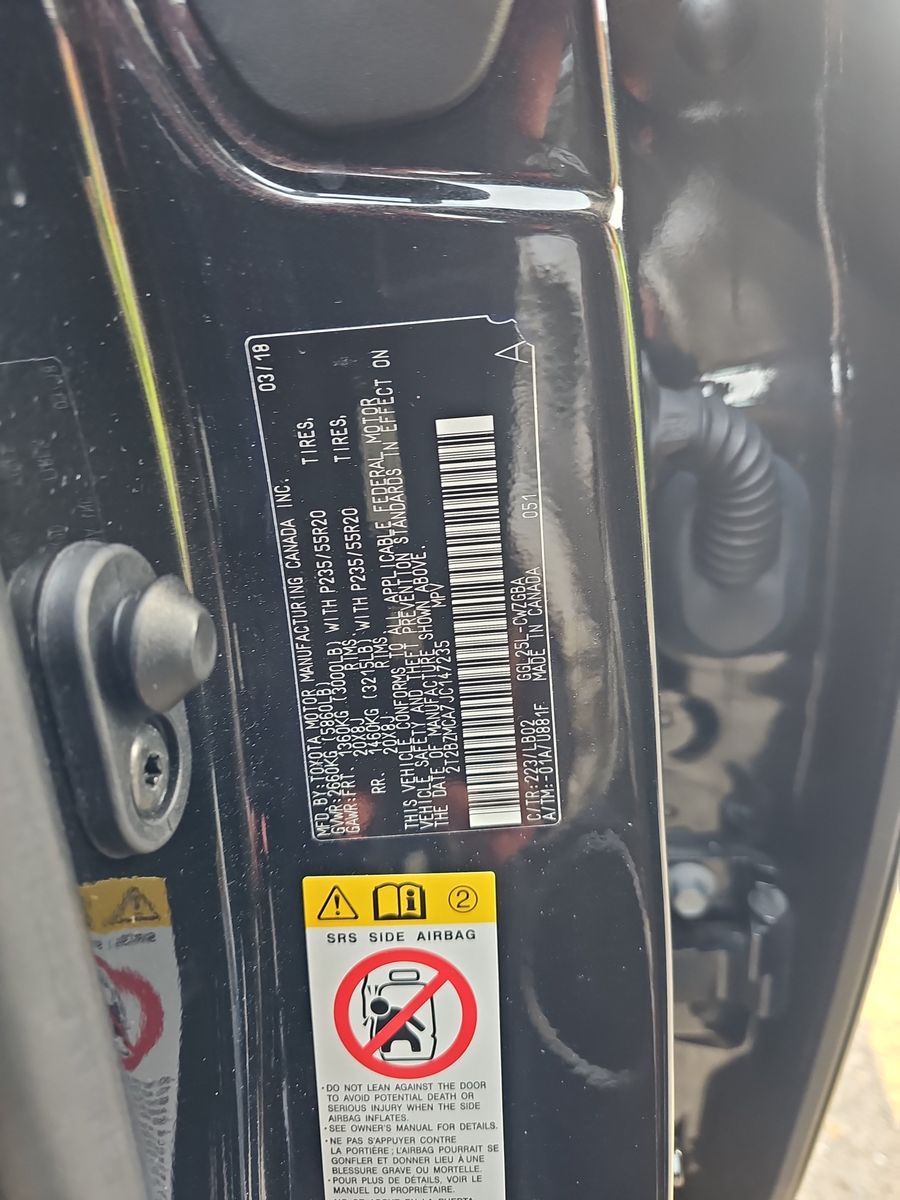 MFD.BY:TOYOTA MOTOR MANUFACTURING CANADA INC. 03/18
GVWR:2660KG 5860LB
GAWR:FRT. 1360KG (3000LB) WITH P235/55R20 TIRES,
20X8J RIMS
RR. 1460KG (3215LB) WITH P235/55R20 TIRES,
20X8J RIMS
THIS VEHICLE CONFORMS TO ALL APPLICABLE FEDERAL MOTOR
VEHICLE SAFETY AND THEFT PREVENTION STANDARDS IN EFFECT ON
THE DATE OF MANUFACTURE SHOWN ABOVE.
2T2BZMCA7JC147235 MPV
C/TR:223/LB02 GGL25L-CWZGBA 051
A/TM:-01A/U881F MADE IN CANADA
A
2
SRS SIDE AIRBAG
·DO NOT LEAN AGAINST THE DOOR
TO AVOID POTENTIAL DEATH OR
SERIOUS INJURY WHEN THE SIDE
AIRBAG INFLATES.
·SEE OWNER'S MANUAL FOR DETAILS.
·NE PAS S'APPUYER CONTRE
LA PORTIÈRE ; L'AIRBAG POURRAIT SE
GONFLER ET DONNER LIEU À UNE
BLESSURE GRAVE OU MORTELLE.
·POUR PLUS DE DÉTAILS, VOIR LE
MANUEL DU PROPRIÉTAIRE.